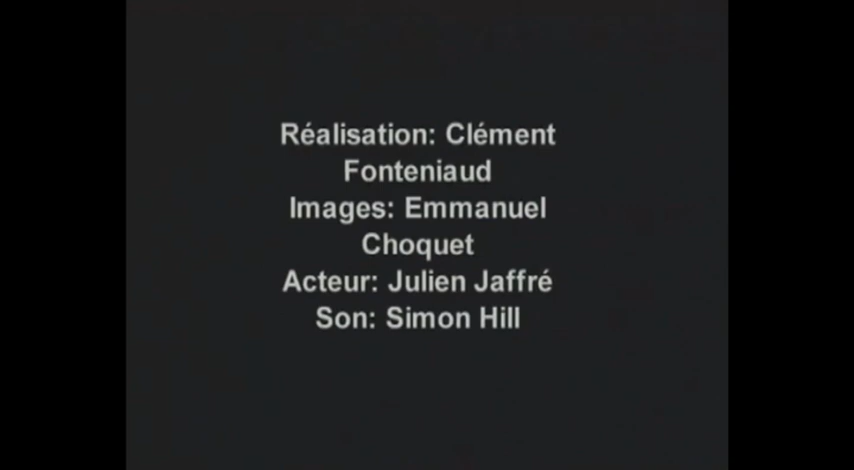 Réalisation: Clément
Fonteniaud
Images: Emmanuel
Choquet
Acteur: Julien Jaffré
Son: Simon Hill